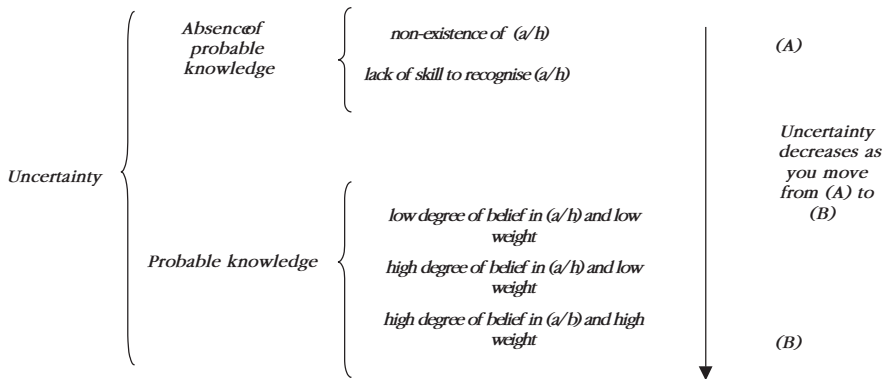 Absence of
probable
knowledge
non-existence of (a/h)
lack of skill to recognise (a/h)
(A)
Uncertainty
Uncertainty
decreases as
you move
from (A) to
(B)
Probable knowledge
low degree of belief in (a/h) and low
weight
high degree of belief in (a/h) and low
weight
high degree of belief in (a/b) and high
weight
(B)